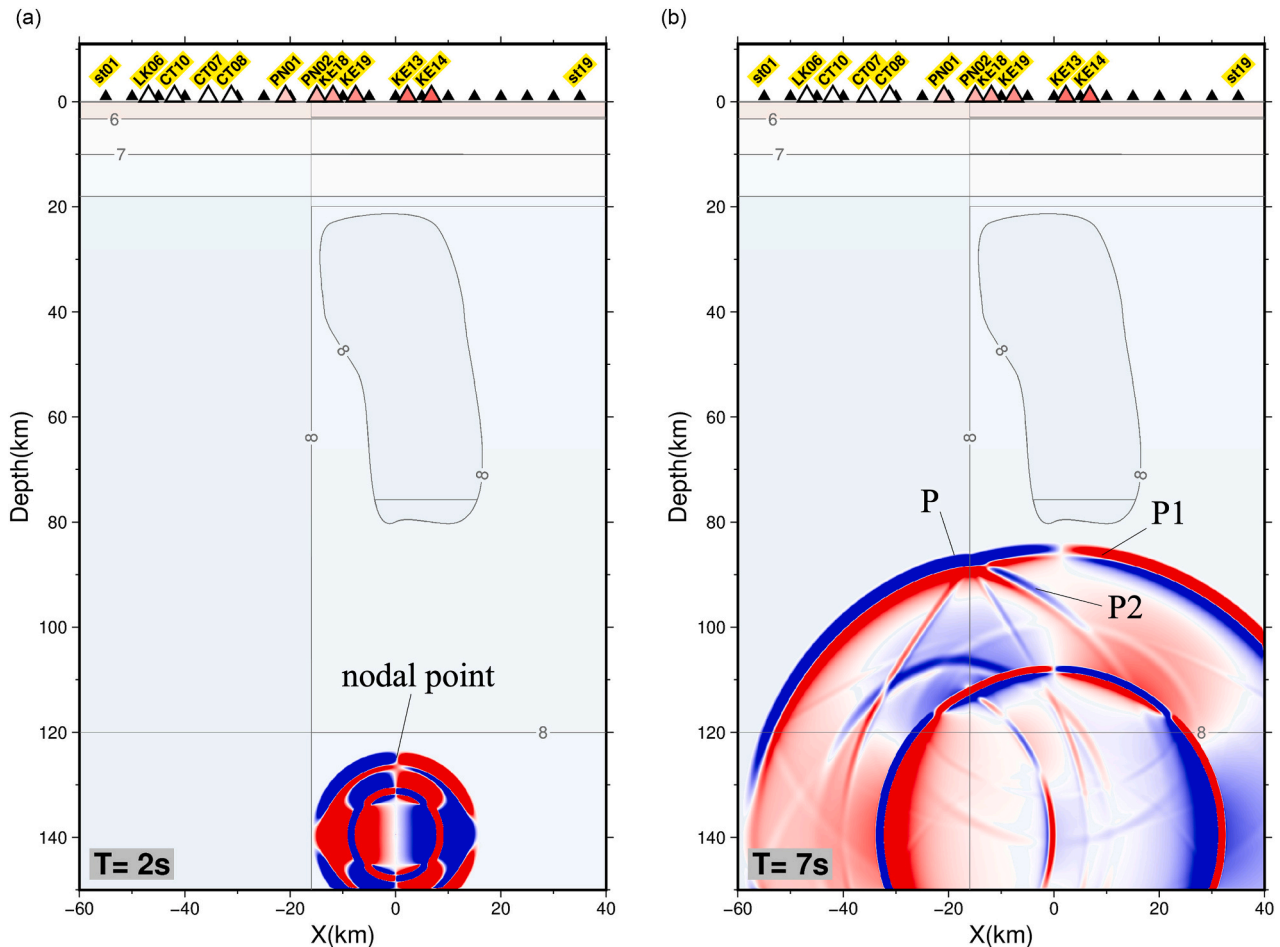 (a)
st01 LK06 CT10 CT07 CT08 PN01 PN02 KE18 KE19 KE13 KE14 st19
0
6
7
20
40
8
60
8
8
Depth(km)
80
100
nodal point
120
8
140
T= 2s
−60 −40 −20 0 20 40
X(km)
(b)
st01 LK06 CT10 CT07 CT08 PN01 PN02 KE18 KE19 KE13 KE14 st19
0
6
7
20
40
8
60
8
8
Depth(km)
80
P
P1
P2
100
120
8
140
T= 7s
−60 −40 −20 0 20 40
X(km)